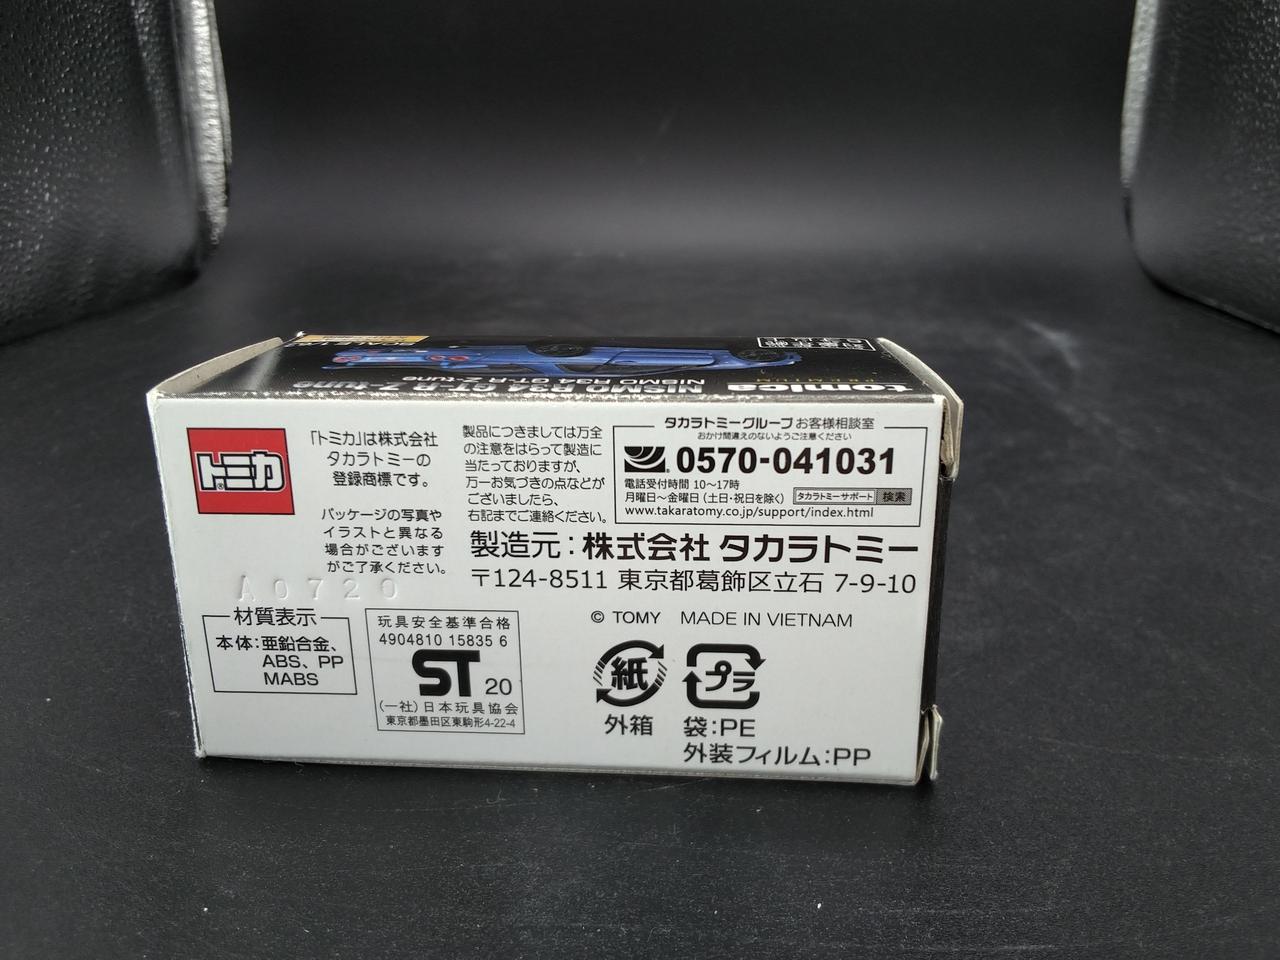 tomica
PREMIUM
NISMO R34 GT-R Z-tune
NISMO R34 GT-R Z-tune
対象年齢
トミカ
®
「トミカ」は株式会社
タカラトミーの
登録商標です。
パッケージの写真や
イラストと異なる
場合がございます
がご了承ください。
製品につきましては万全
の注意をはらって製造に
当たっておりますが、
万一お気づきの点などが
ございましたら、
右記までご連絡ください。
タカラトミーグループ お客様相談室
おかけ間違えのないようご注意ください
0570-041031
電話受付時間 10〜17時
月曜日〜金曜日(土日・祝日を除く) タカラトミーサポート 検索
www.takaratomy.co.jp/support/index.html
製造元:株式会社 タカラトミー
〒124-8511 東京都葛飾区立石 7-9-10
A0720
材質表示
本体:亜鉛合金、
ABS、PP
MABS
玩具安全基準合格
4904810 15835 6
ST 20
(一社)日本玩具協会
東京都墨田区東駒形4-22-4
© TOMY MADE IN VIETNAM
紙
外箱
プラ
袋:PE
外装フィルム:PP